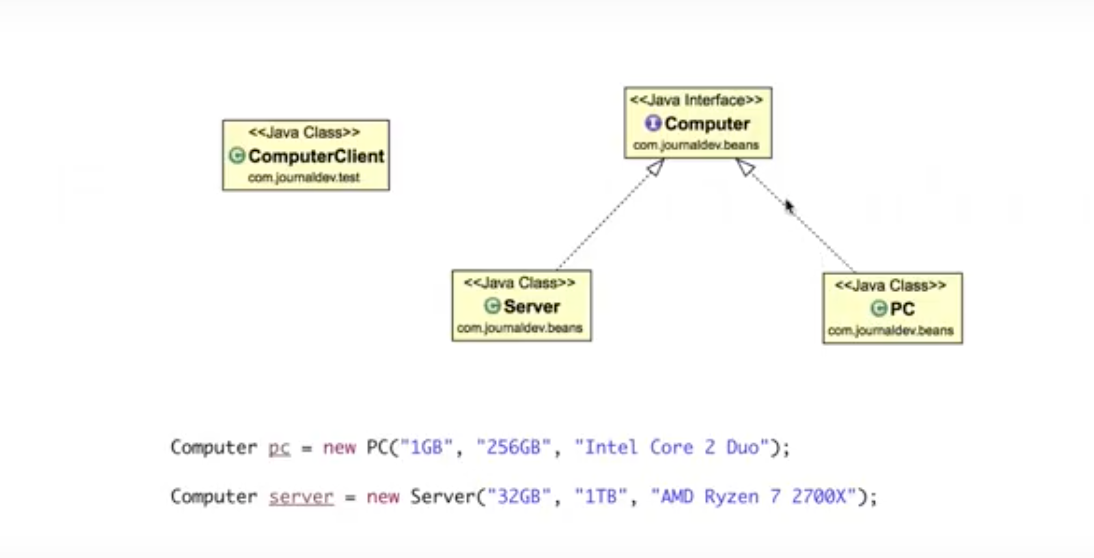 <<Java Class>>
ComputerClient
com.journaldev.test
<<Java Interface>>
Computer
com.journaldev.beans
<<Java Class>>
Server
com.journaldev.beans
<<Java Class>>
PC
com.journaldev.beans
Computer pc = new PC("1GB", "256GB", "Intel Core 2 Duo");
Computer server = new Server("32GB", "1TB", "AMD Ryzen 7 2700X");